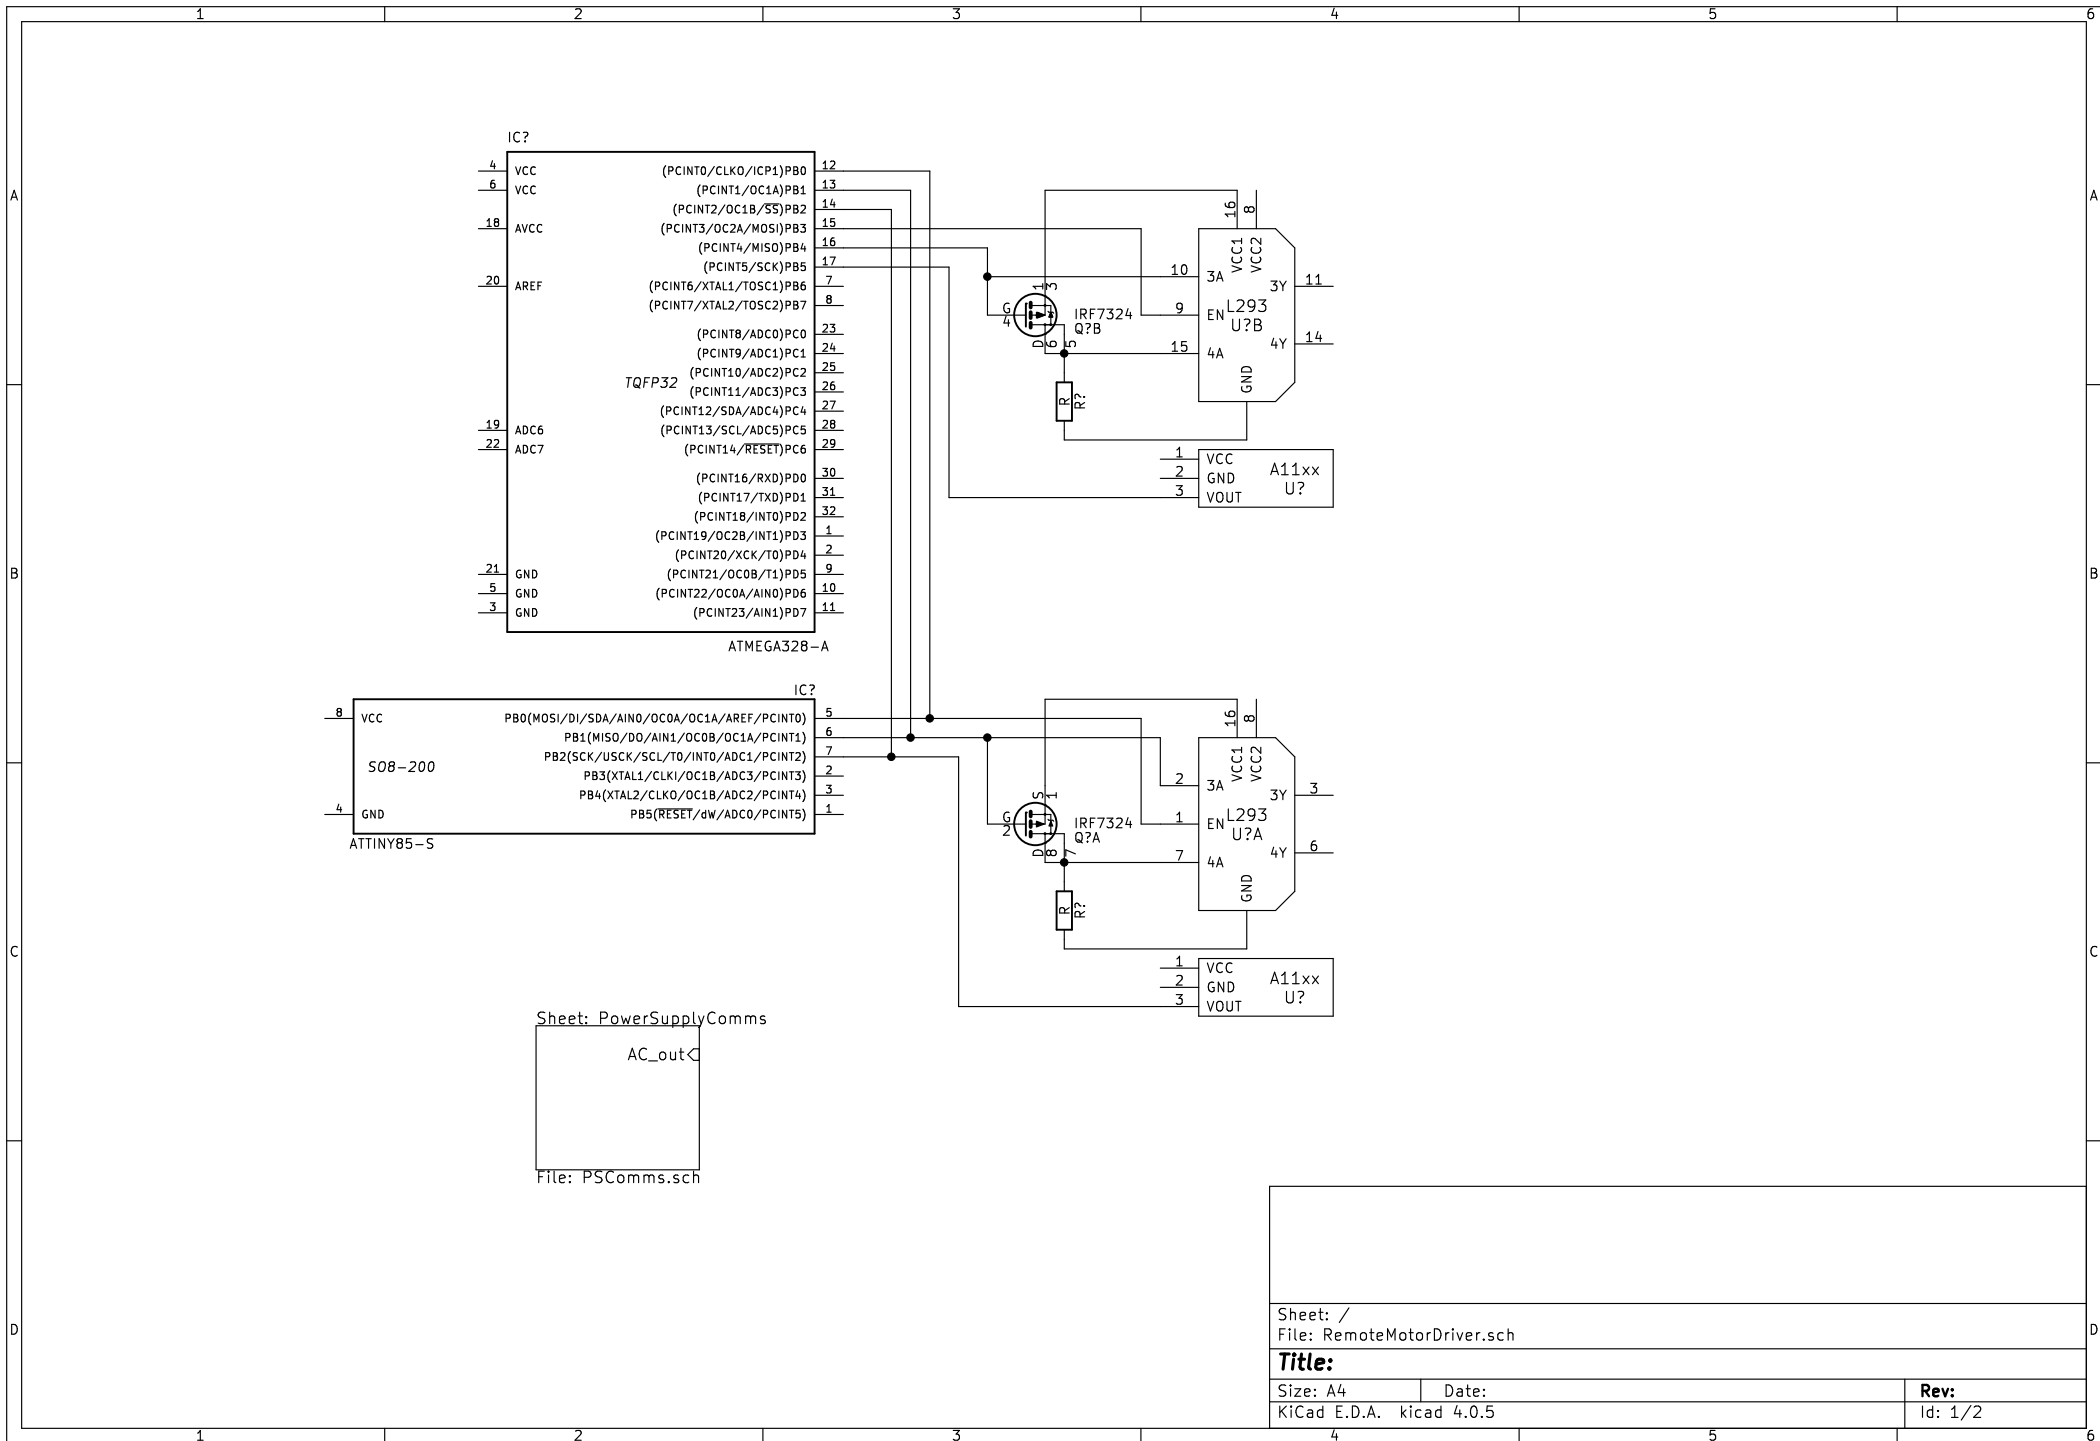 1 2 3 4 5 6
A A
B B
C C
D D
IC?
4 VCC
6 VCC
18 AVCC
20 AREF
19 ADC6
22 ADC7
21 GND
5 GND
3 GND
TQFP32
(PCINT0/CLKO/ICP1)PB0 12
(PCINT1/OC1A)PB1 13
(PCINT2/OC1B/SS)PB2 14
(PCINT3/OC2A/MOSI)PB3 15
(PCINT4/MISO)PB4 16
(PCINT5/SCK)PB5 17
(PCINT6/XTAL1/TOSC1)PB6 7
(PCINT7/XTAL2/TOSC2)PB7 8
(PCINT8/ADC0)PC0 23
(PCINT9/ADC1)PC1 24
(PCINT10/ADC2)PC2 25
(PCINT11/ADC3)PC3 26
(PCINT12/SDA/ADC4)PC4 27
(PCINT13/SCL/ADC5)PC5 28
(PCINT14/RESET)PC6 29
(PCINT16/RXD)PD0 30
(PCINT17/TXD)PD1 31
(PCINT18/INT0)PD2 32
(PCINT19/OC2B/INT1)PD3 1
(PCINT20/XCK/T0)PD4 2
(PCINT21/OC0B/T1)PD5 9
(PCINT22/OC0A/AIN0)PD6 10
(PCINT23/AIN1)PD7 11
ATMEGA328-A
1 3
G
4
D 6 5
IRF7324
Q?B
R R?
16 8
VCC1 VCC2
10 3A
9 EN
15 4A
L293
U?B
3Y 11
4Y 14
GND
1 VCC
2 GND
3 VOUT
A11xx
U?
IC?
8 VCC
4 GND
SO8-200
PB0(MOSI/DI/SDA/AIN0/OC0A/OC1A/AREF/PCINT0) 5
PB1(MISO/DO/AIN1/OC0B/OC1A/PCINT1) 6
PB2(SCK/USCK/SCL/T0/INT0/ADC1/PCINT2) 7
PB3(XTAL1/CLKI/OC1B/ADC3/PCINT3) 2
PB4(XTAL2/CLKO/OC1B/ADC2/PCINT4) 3
PB5(RESET/dW/ADC0/PCINT5) 1
ATTINY85-S
S 1
G
2
D 8 7
IRF7324
Q?A
R R?
16 8
VCC1 VCC2
2 3A
1 EN
7 4A
L293
U?A
3Y 3
4Y 6
GND
1 VCC
2 GND
3 VOUT
A11xx
U?
Sheet: PowerSupplyComms
AC_out
File: PSComms.sch
Sheet: /
File: RemoteMotorDriver.sch
Title:
Size: A4 Date: Rev:
KiCad E.D.A. kicad 4.0.5 Id: 1/2
1 2 3 4 5 6